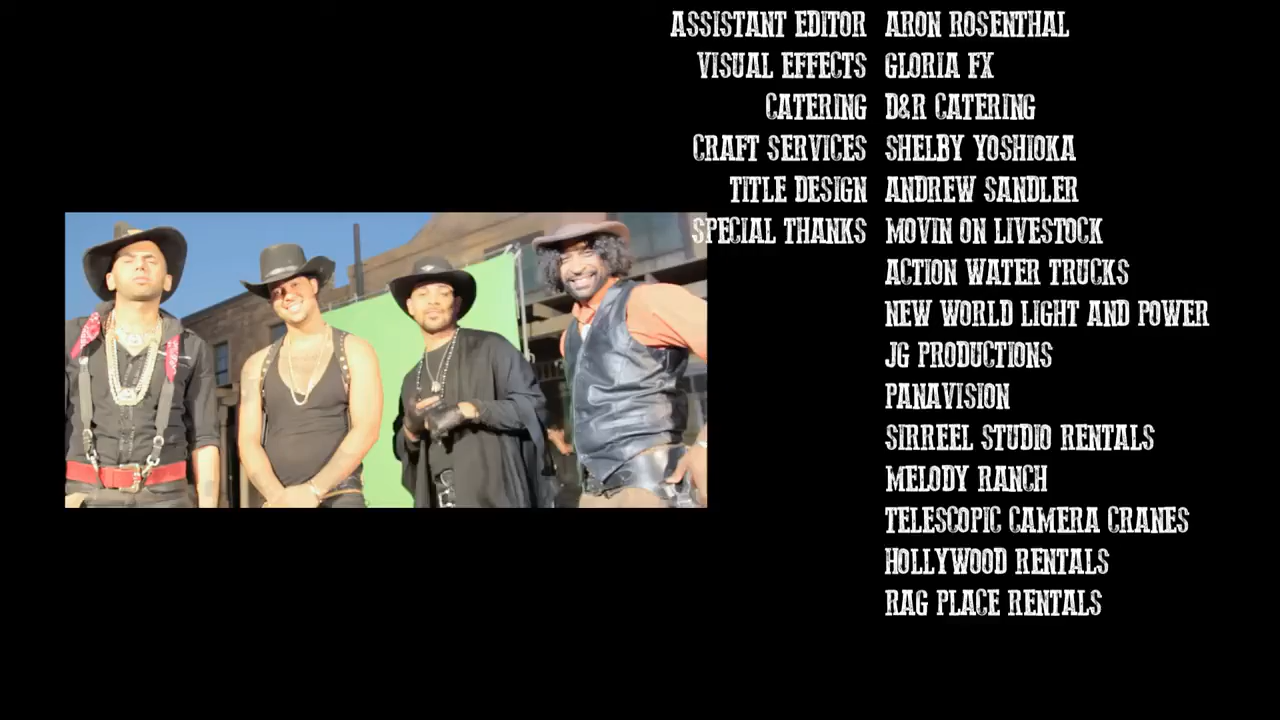 ASSISTANT EDITOR ARON ROSENTHAL
VISUAL EFFECTS GLORIA FX
CATERING D&R CATERING
CRAFT SERVICES SHELBY YOSHIOKA
TITLE DESIGN ANDREW SANDLER
SPECIAL THANKS MOVIN ON LIVESTOCK
ACTION WATER TRUCKS
NEW WORLD LIGHT AND POWER
JG PRODUCTIONS
PANAVISION
SIRREEL STUDIO RENTALS
MELODY RANCH
TELESCOPIC CAMERA CRANES
HOLLYWOOD RENTALS
RAG PLACE RENTALS